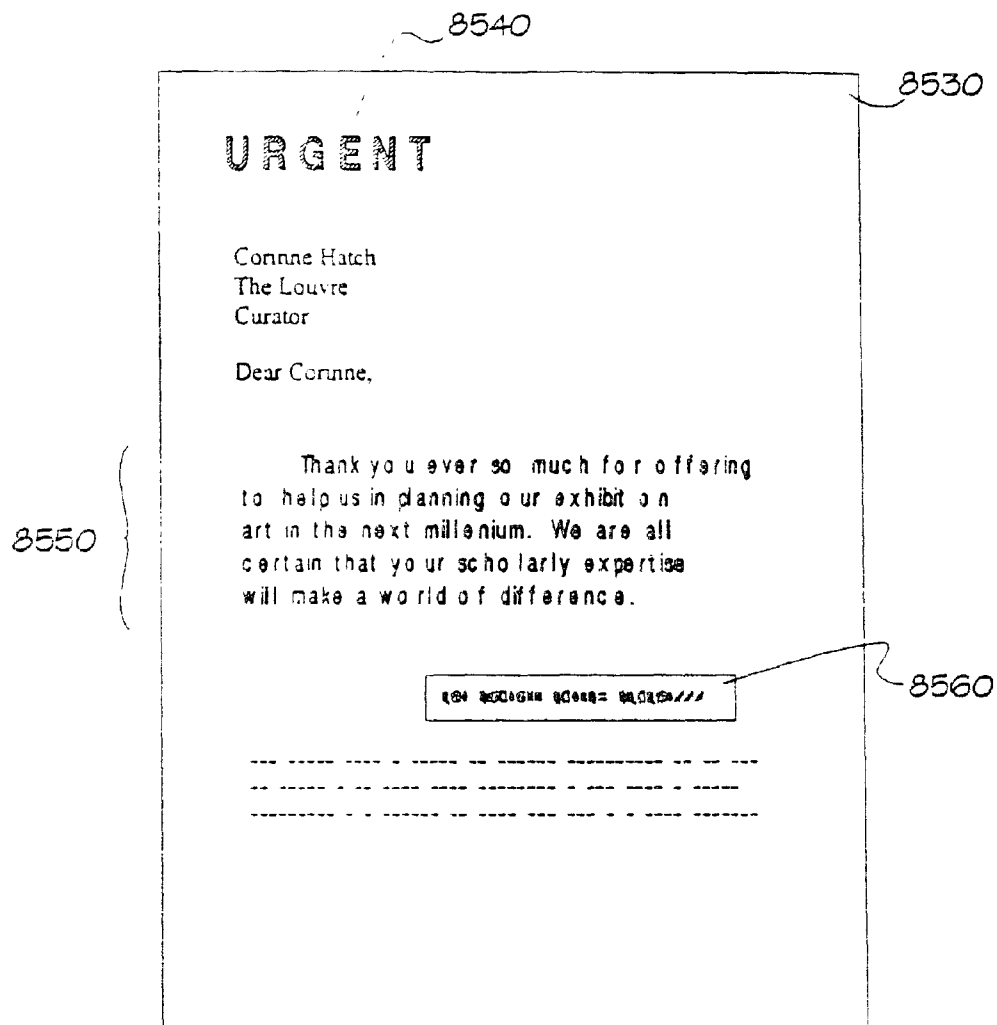 8540
8530
URGENT
Corinne Hatch
The Louvre
Curator
Dear Corinne,
Thank you ever so much for offering
to help us in planning our exhibit on
art in the next millenium. We are all
certain that your scholarly expertise
will make a world of difference.
8550
8560